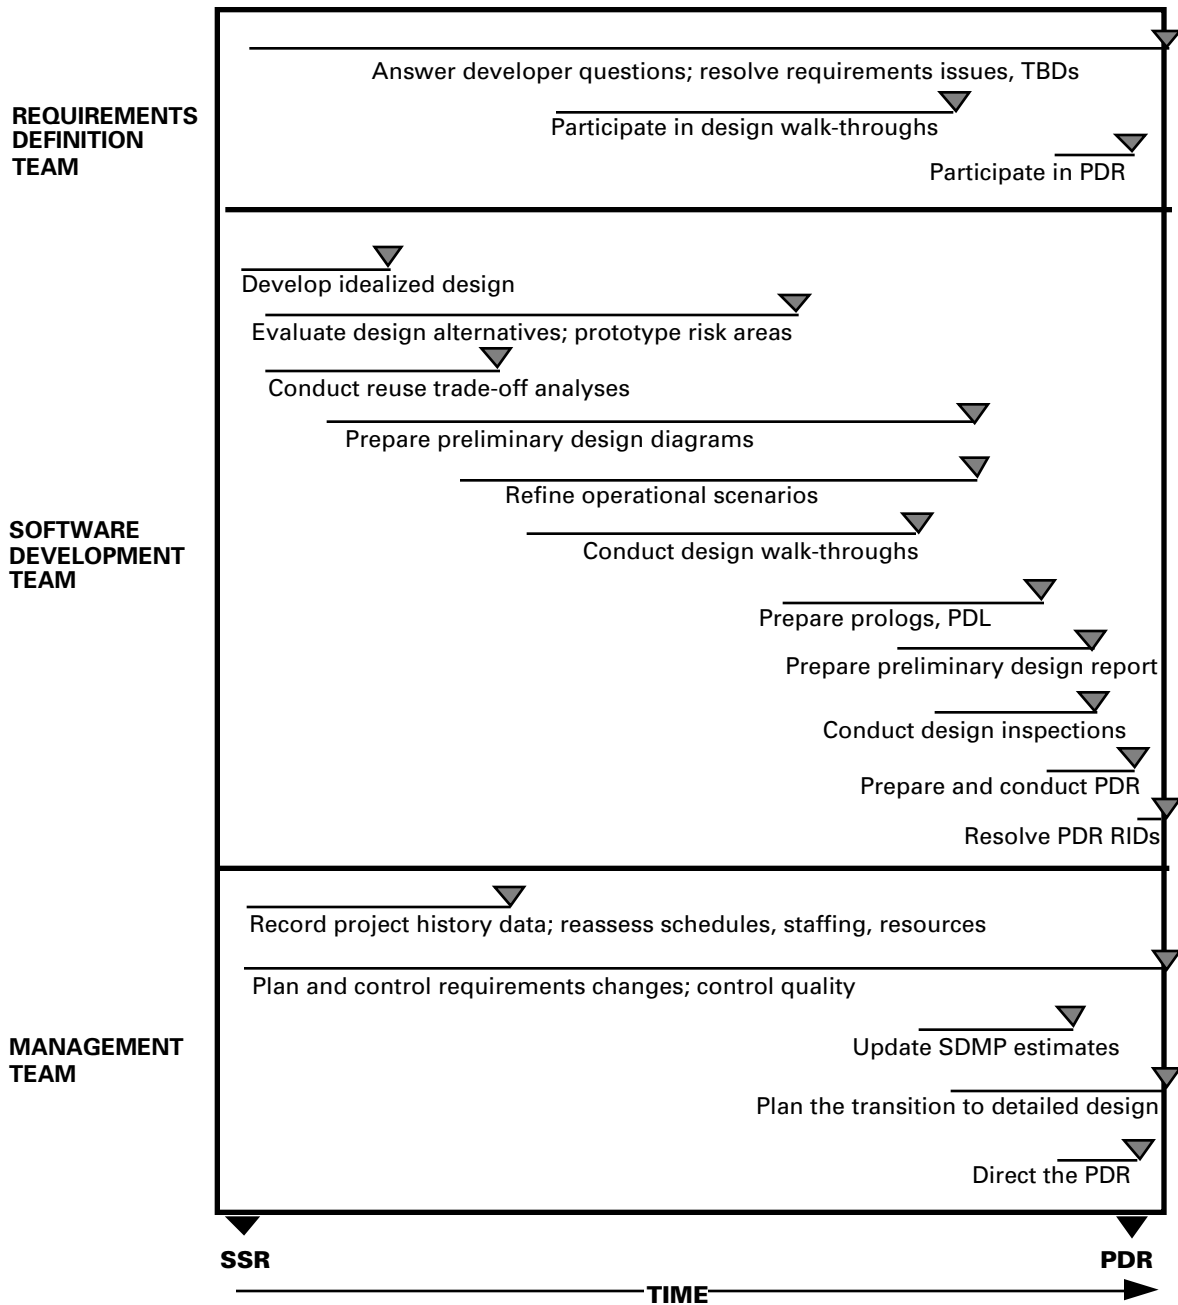 Answer developer questions; resolve requirements issues, TBDs
REQUIREMENTS
DEFINITION
TEAM
Participate in design walk-throughs
Participate in PDR
Develop idealized design
Evaluate design alternatives; prototype risk areas
Conduct reuse trade-off analyses
Prepare preliminary design diagrams
Refine operational scenarios
SOFTWARE
DEVELOPMENT
TEAM
Conduct design walk-throughs
Prepare prologs, PDL
Prepare preliminary design report
Conduct design inspections
Prepare and conduct PDR
Resolve PDR RIDs
Record project history data; reassess schedules, staffing, resources
Plan and control requirements changes; control quality
MANAGEMENT
TEAM
Update SDMP estimates
Plan the transition to detailed design
Direct the PDR
SSR
PDR
TIME